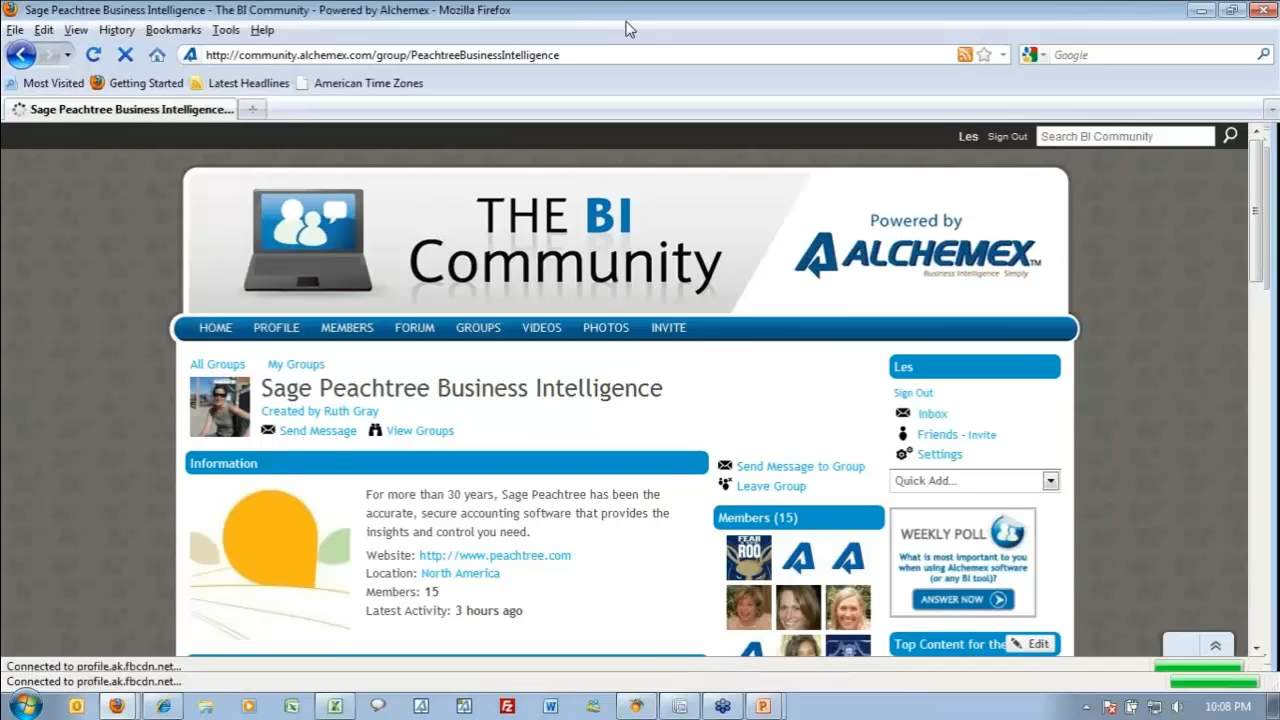 Sage Peachtree Business Intelligence - The BI Community - Powered by Alchemex - Mozilla Firefox
File Edit View History Bookmarks Tools Help
http://community.alchemex.com/group/PeachtreeBusinessIntelligence
Google
Most Visited Getting Started Latest Headlines American Time Zones
Sage Peachtree Business Intelligence...
Les Sign Out Search BI Community
THE BI
Community
Powered by
ALCHEMEX™
Business Intelligence Simply
HOME PROFILE MEMBERS FORUM GROUPS VIDEOS PHOTOS INVITE
All Groups My Groups
Sage Peachtree Business Intelligence
Created by Ruth Gray
Send Message View Groups
Information
For more than 30 years, Sage Peachtree has been the
accurate, secure accounting software that provides the
insights and control you need.
Website: http://www.peachtree.com
Location: North America
Members: 15
Latest Activity: 3 hours ago
Send Message to Group
Leave Group
Members (15)
FEAR
ROO
Les
Sign Out
Inbox
Friends - Invite
Settings
Quick Add...
WEEKLY POLL
What is most important to you
when using Alchemex software
(or any BI tool)?
ANSWER NOW
Top Content for the
Edit
Connected to profile.ak.fbcdn.net...
Connected to profile.ak.fbcdn.net...
10:08 PM